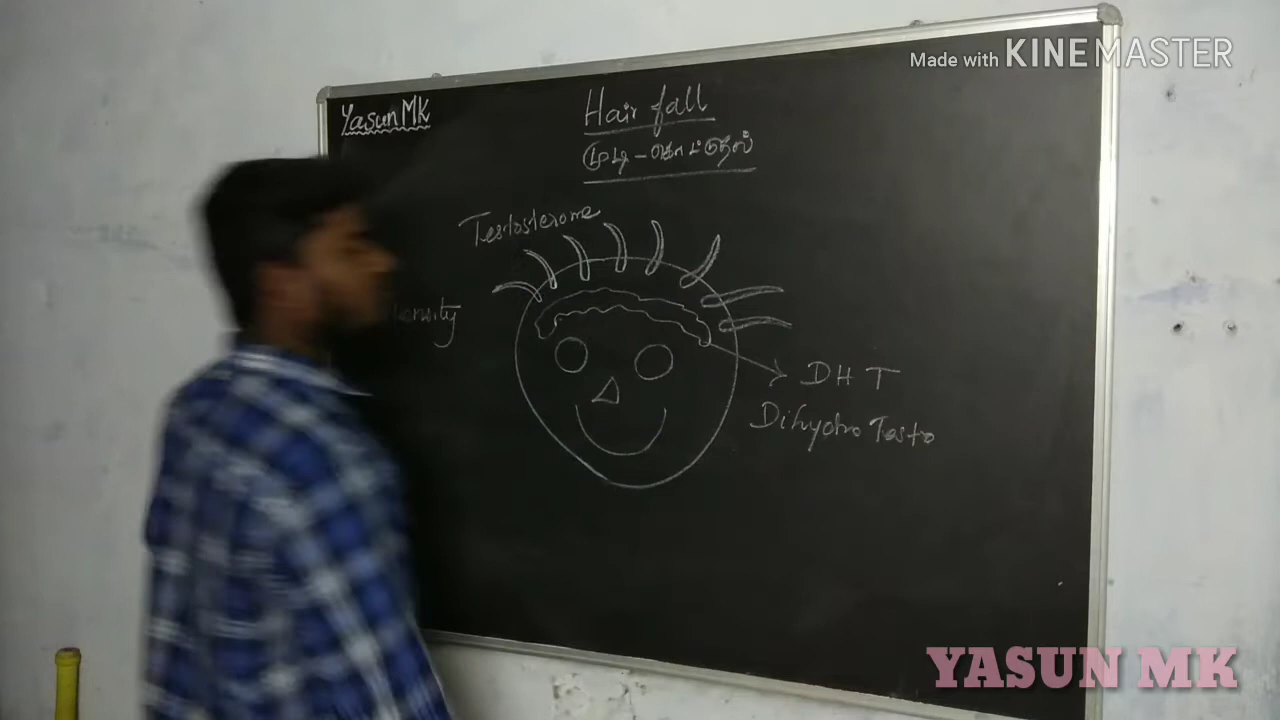 Made with KINEMASTER
Yasun MK
Hair fall
முடி - கொட்டுதல்
Testosterone
DHT
Dihydro Testo
YASUN MK